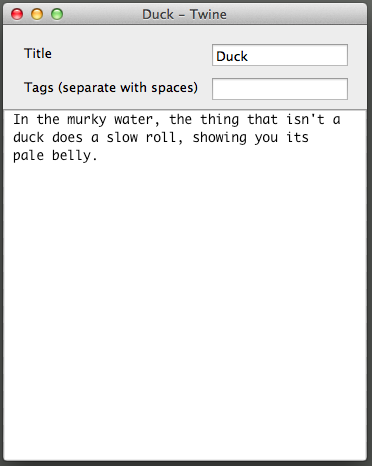 Duck – Twine
Title
Duck
Tags (separate with spaces)
In the murky water, the thing that isn't a
duck does a slow roll, showing you its
pale belly.